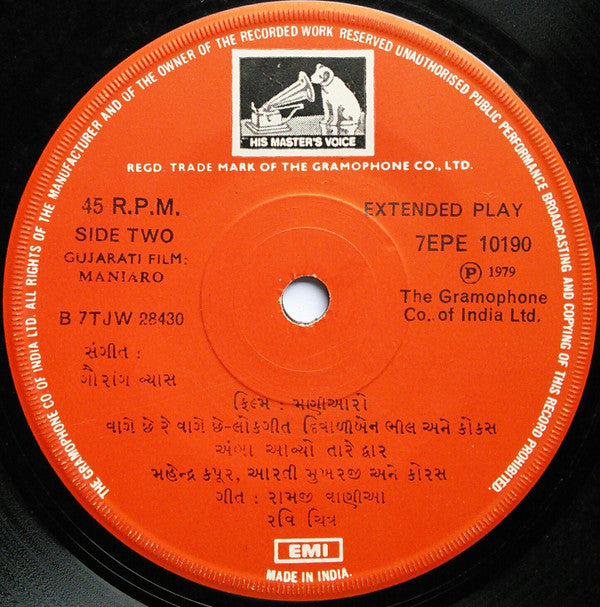 THE GRAMOPHONE CO OF INDIA LTD. ALL RIGHTS OF THE MANUFACTURER AND OF THE OWNER OF THE RECORDED WORK RESERVED UNAUTHORISED PUBLIC PERFORMANCE BROADCASTING AND COPYING OF THIS RECORD PROHIBITED.
HIS MASTER'S VOICE
REGD. TRADE MARK OF THE GRAMOPHONE CO., LTD.
45 R.P.M.
SIDE TWO
GUJARATI FILM:
MANIARO
B 7TJW 28430
EXTENDED PLAY
7EPE 10190
℗ 1979
The Gramophone
Co. of India Ltd.
સંગીત :
ગૌરાંગ વ્યાસ
ફિલ્મ : મણીઆરો
વાગે છે રે વાગે છે-લોકગીત દિવાળીબેન ભીલ અને કોકસ
અંબા આવ્યો તારે દ્વાર
મહેન્દ્ર કપૂર, આરતી મુખરજી અને કોરસ
ગીત : રામજી વાણીઆ
રવિ ચિત્ર
EMI
MADE IN INDIA.